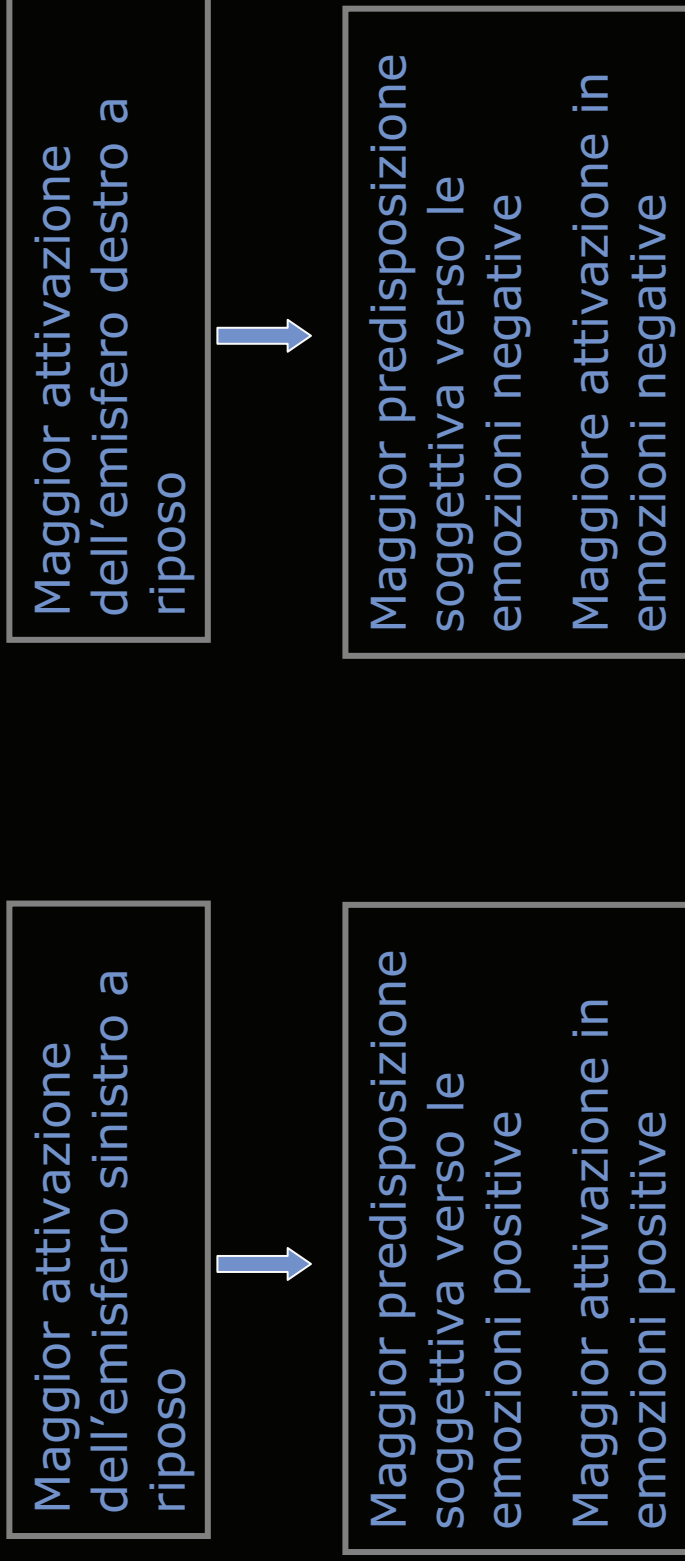 Maggior attivazione
dell’emisfero sinistro a
riposo
Maggior predisposizione
soggettiva verso le
emozioni positive
Maggior attivazione in
emozioni positive
Maggior attivazione
dell’emisfero destro a
riposo
Maggior predisposizione
soggettiva verso le
emozioni negative
Maggiore attivazione in
emozioni negative